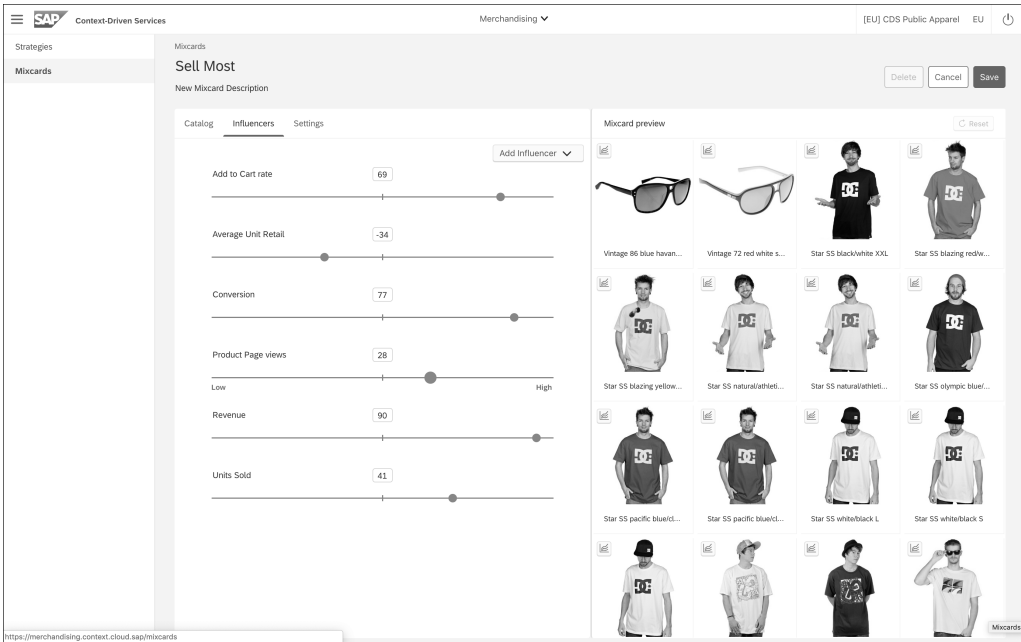 SAP Context-Driven Services
Merchandising
[EU] CDS Public Apparel EU
Strategies
Mixcards
Mixcards
Sell Most
New Mixcard Description
Delete Cancel Save
Catalog Influencers Settings
Add Influencer
Add to Cart rate 69
Average Unit Retail -34
Conversion 77
Product Page views 28
Low High
Revenue 90
Units Sold 41
Mixcard preview
Reset
Vintage 86 blue havan... Vintage 72 red white s... Star SS black/white XXL Star SS blazing red/w...
Star SS blazing yellow... Star SS natural/athleti... Star SS natural/athleti... Star SS olympic blue/...
Star SS pacific blue/cl... Star SS pacific blue/cl... Star SS white/black L Star SS white/black S
Mixcards
https://merchandising.context.cloud.sap/mixcards